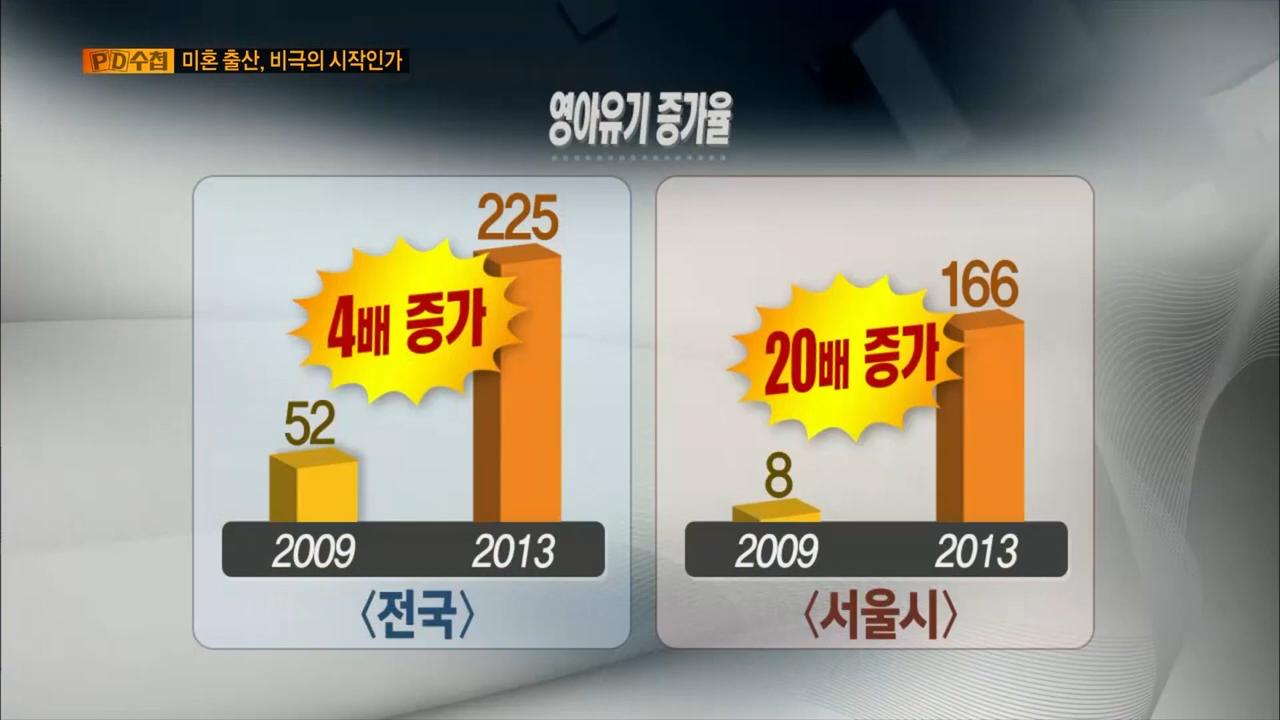 PD수첩 미혼 출산, 비극의 시작인가
영아유기 증가율
225
4배 증가
52
2009 2013
〈전국〉
166
20배 증가
8
2009 2013
〈서울시〉